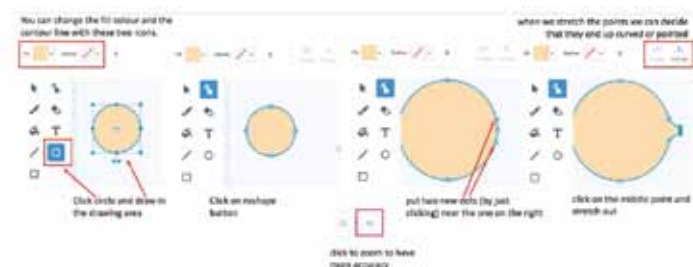 You can change the fill colour and the
contour line with these two icons.
when we stretch the points we can decide
that they end up curved or pointed
Click circle and draw in
the drawing area
Click on reshape
button
put two new dots (by just
clicking) near the one on the right
click on the middle point and
stretch out
click to zoom to have
more accuracy